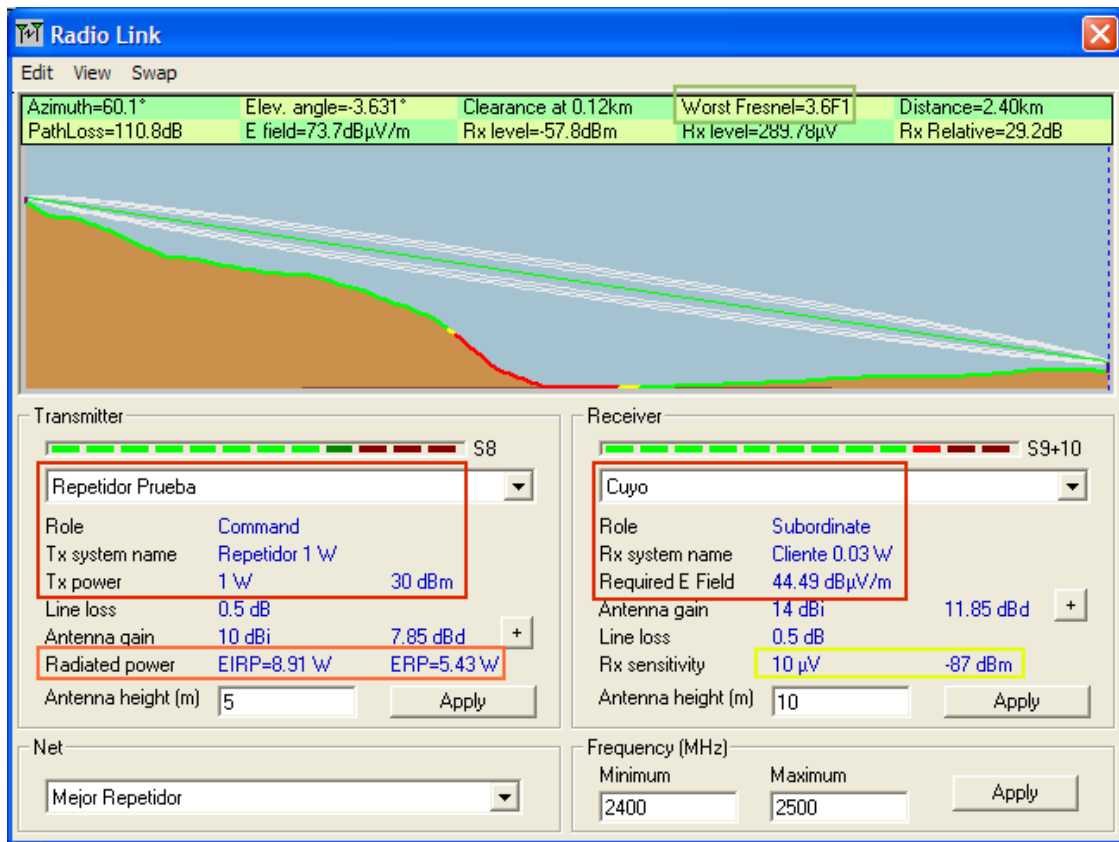 Radio Link
Edit View Swap
Azimuth=60.1° Elev. angle=-3.631° Clearance at 0.12km Worst Fresnel=3.6F1 Distance=2.40km
PathLoss=110.8dB E field=73.7dBµV/m Rx level=-57.8dBm Rx level=289.78µV Rx Relative=29.2dB
Transmitter
S8
Repetidor Prueba
Role Command
Tx system name Repetidor 1 W
Tx power 1 W 30 dBm
Line loss 0.5 dB
Antenna gain 10 dBi 7.85 dBd +
Radiated power EIRP=8.91 W ERP=5.43 W
Antenna height (m) 5 Apply
Receiver
S9+10
Cuyo
Role Subordinate
Rx system name Cliente 0.03 W
Required E Field 44.49 dBµV/m
Antenna gain 14 dBi 11.85 dBd +
Line loss 0.5 dB
Rx sensitivity 10 µV -87 dBm
Antenna height (m) 10 Apply
Net
Mejor Repetidor
Frequency (MHz)
Minimum Maximum
2400 2500 Apply